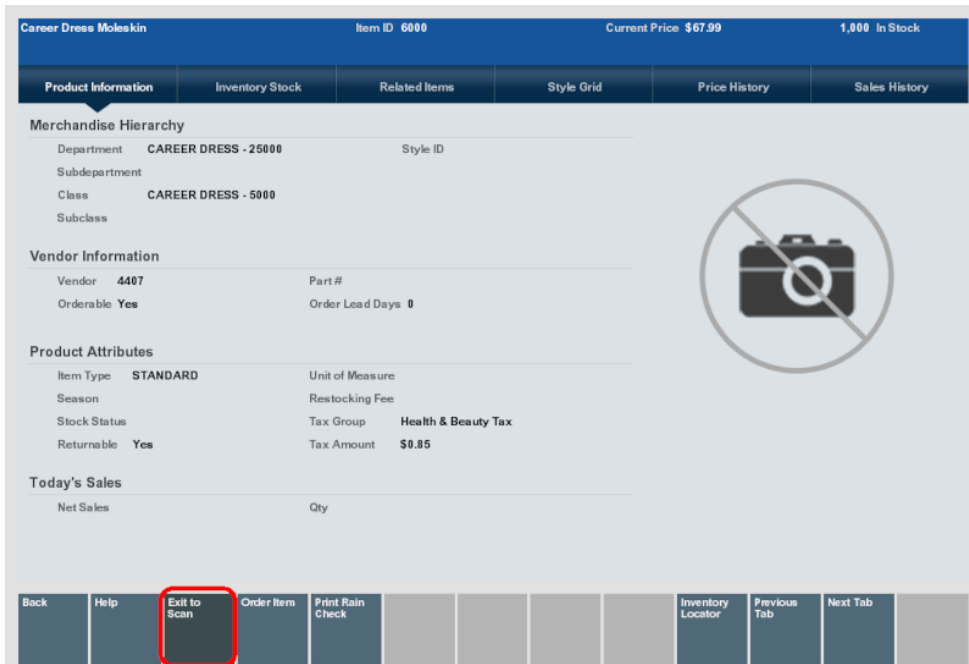 Career Dress Moleskin Item ID 6000 Current Price $67.99 1,000 In Stock
Product Information Inventory Stock Related Items Style Grid Price History Sales History
Merchandise Hierarchy
Department CAREER DRESS - 25000 Style ID
Subdepartment
Class CAREER DRESS - 5000
Subclass
Vendor Information
Vendor 4407 Part #
Orderable Yes Order Lead Days 0
Product Attributes
Item Type STANDARD Unit of Measure
Season Restocking Fee
Stock Status Tax Group Health & Beauty Tax
Returnable Yes Tax Amount $0.85
Today's Sales
Net Sales Qty
Back Help Exit to Order Item Print Rain Inventory Previous Next Tab
Scan Check Locator Tab